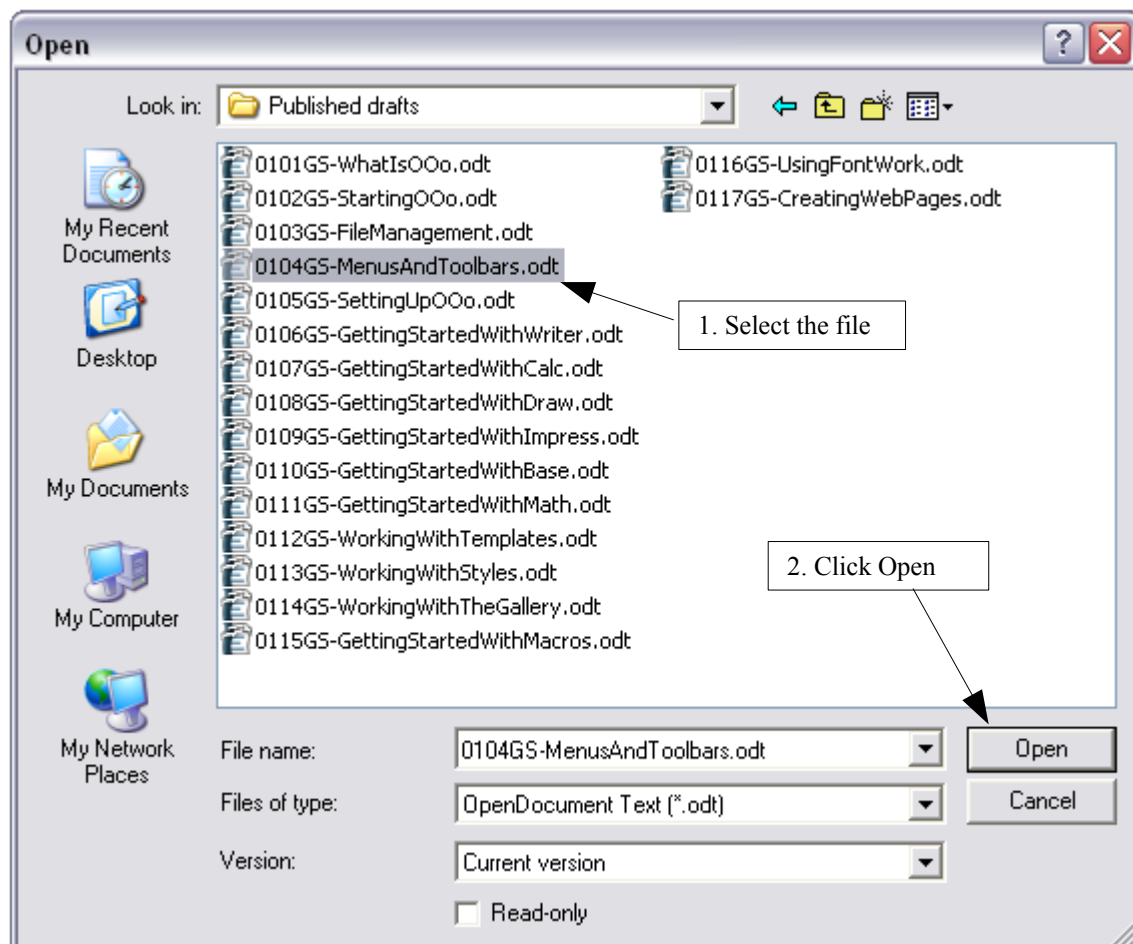 Open
Look in: Published drafts
My Recent
Documents
Desktop
My Documents
My Computer
My Network
Places
0101GS-WhatIsOOo.odt
0102GS-StartingOOo.odt
0103GS-FileManagement.odt
0104GS-MenusAndToolbars.odt
0105GS-SettingUpOOo.odt
0106GS-GettingStartedWithWriter.odt
0107GS-GettingStartedWithCalc.odt
0108GS-GettingStartedWithDraw.odt
0109GS-GettingStartedWithImpress.odt
0110GS-GettingStartedWithBase.odt
0111GS-GettingStartedWithMath.odt
0112GS-WorkingWithTemplates.odt
0113GS-WorkingWithStyles.odt
0114GS-WorkingWithTheGallery.odt
0115GS-GettingStartedWithMacros.odt
0116GS-UsingFontWork.odt
0117GS-CreatingWebPages.odt
1. Select the file
2. Click Open
File name: 0104GS-MenusAndToolbars.odt Open
Files of type: OpenDocument Text (*.odt) Cancel
Version: Current version
Read-only